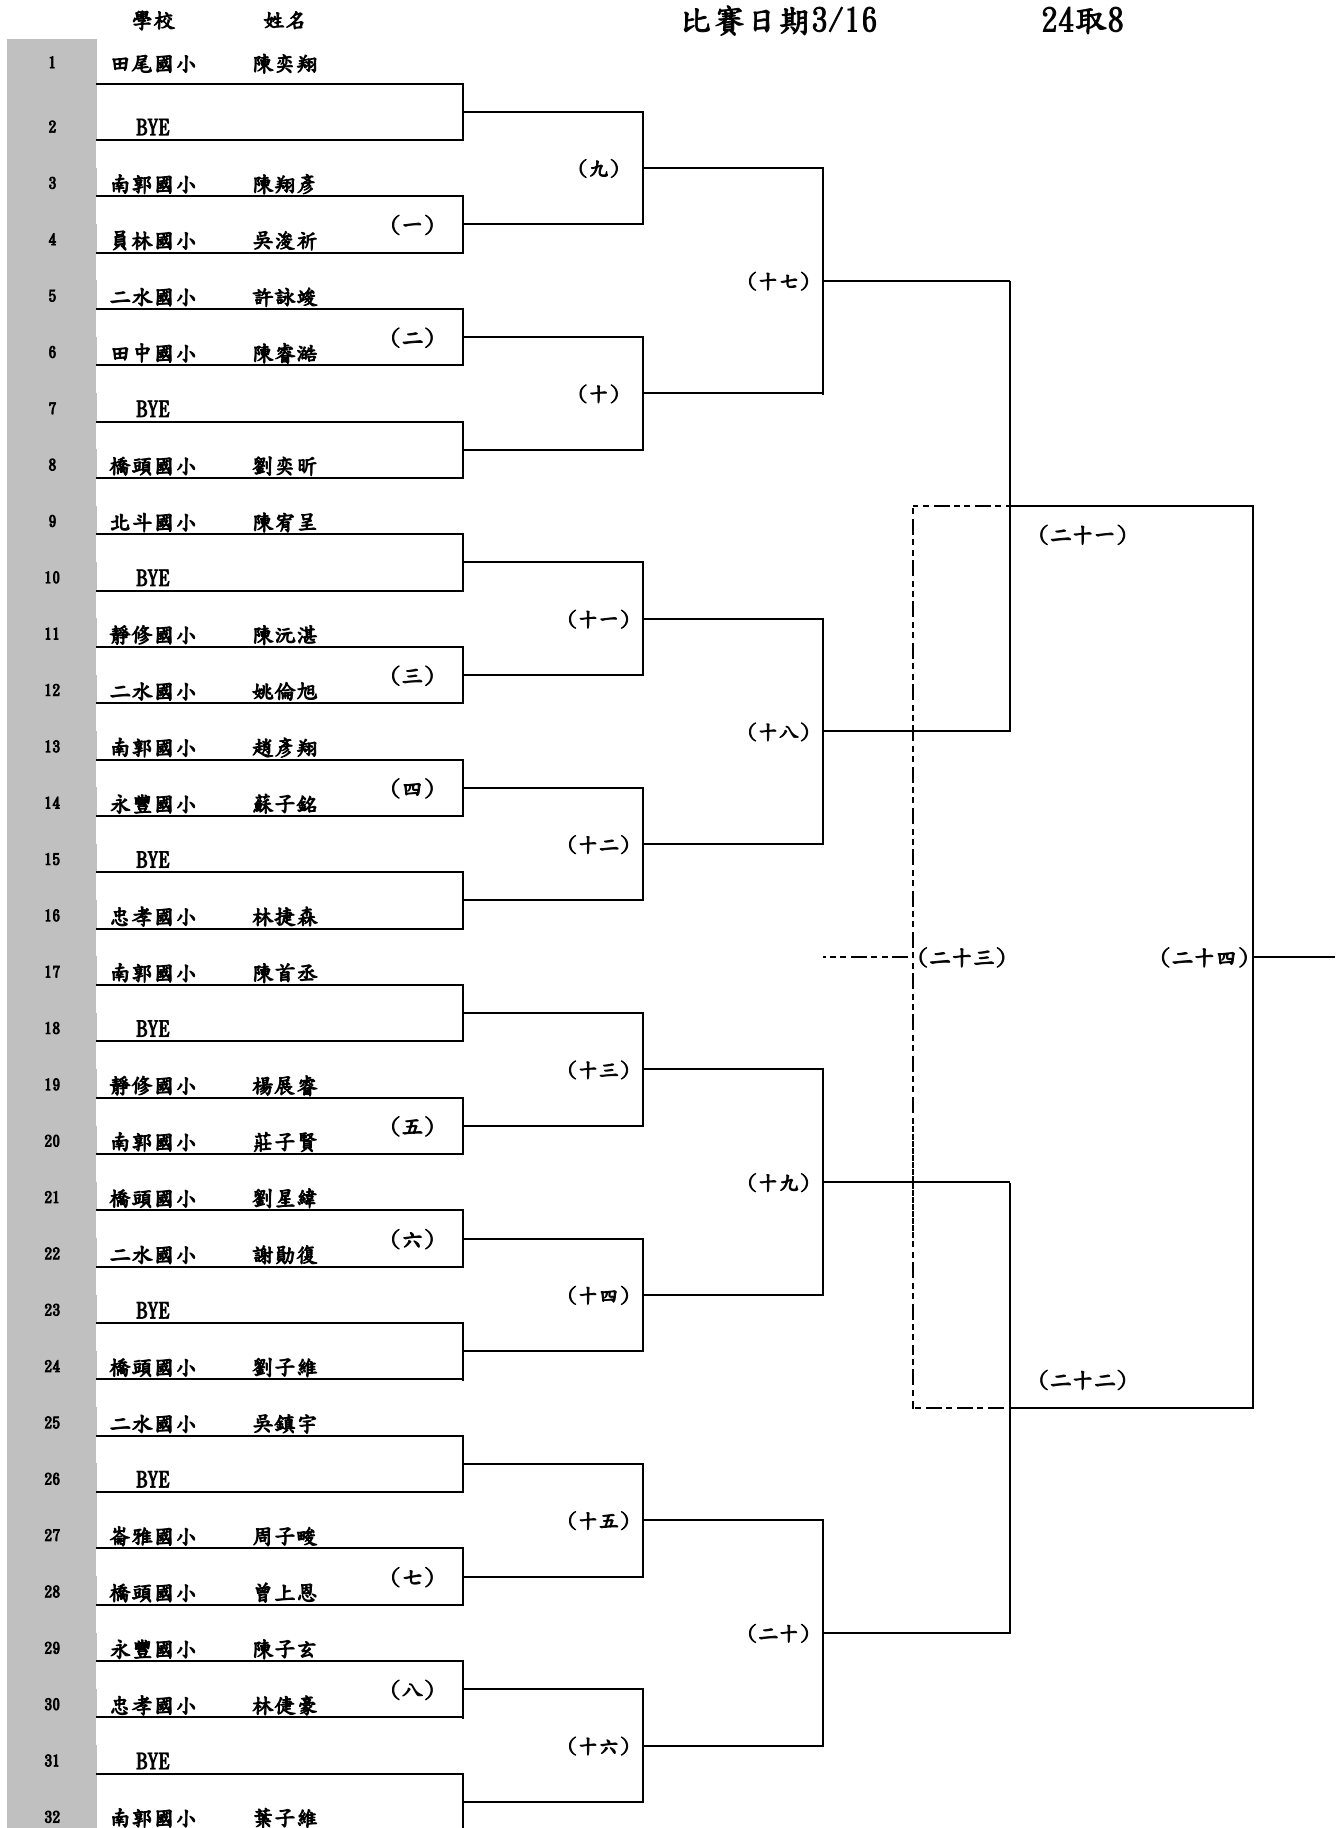 學校 姓名 比賽日期3/16 24取8
1 田尾國小 陳奕翔
2 BYE
(九)
3 南郭國小 陳翔彥
(一)
4 員林國小 吳浚祈
(十七)
5 二水國小 許詠竣
(二)
6 田中國小 陳睿澔
(十)
7 BYE
8 橋頭國小 劉奕昕
9 北斗國小 陳宥呈
(二十一)
10 BYE
(十一)
11 靜修國小 陳沅湛
(三)
12 二水國小 姚倫旭
(十八)
13 南郭國小 趙彥翔
(四)
14 永豐國小 蘇子銘
(十二)
15 BYE
16 忠孝國小 林捷森
(二十三) (二十四)
17 南郭國小 陳首丞
18 BYE
(十三)
19 靜修國小 楊展睿
(五)
20 南郭國小 莊子賢
(十九)
21 橋頭國小 劉星緯
(六)
22 二水國小 謝勛復
(十四)
23 BYE
24 橋頭國小 劉子維
(二十二)
25 二水國小 吳鎮宇
26 BYE
(十五)
27 崙雅國小 周子畯
(七)
28 橋頭國小 曾上恩
(二十)
29 永豐國小 陳子玄
(八)
30 忠孝國小 林倢豪
(十六)
31 BYE
32 南郭國小 葉子維